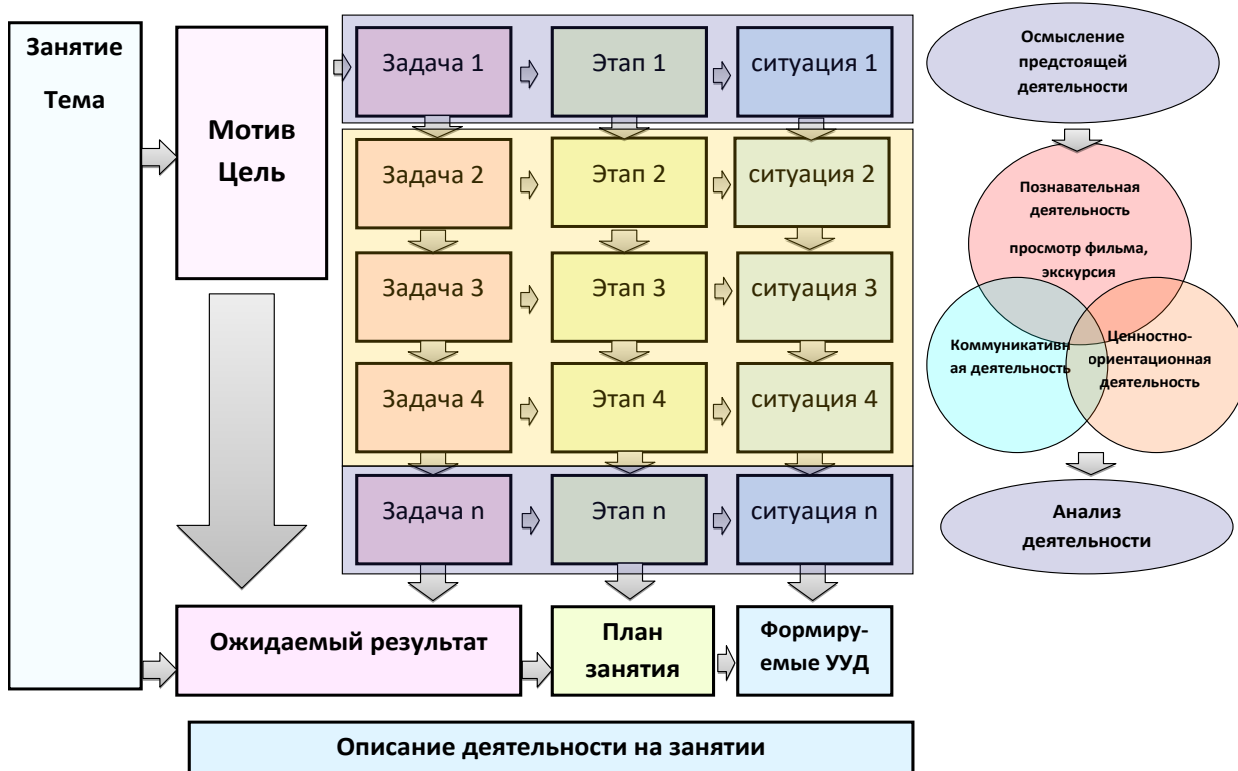 Занятие
Тема
Мотив
Цель
Задача 1
Этап 1
ситуация 1
Задача 2
Этап 2
ситуация 2
Задача 3
Этап 3
ситуация 3
Задача 4
Этап 4
ситуация 4
Задача n
Этап n
ситуация n
Ожидаемый результат
План
занятия
Формиру-
емые УУД
Описание деятельности на занятии
Осмысление
предстоящей
деятельности
Познавательная
деятельность
просмотр фильма,
экскурсия
Коммуникативн
ая деятельность
Ценностно-
ориентационная
деятельность
Анализ
деятельности